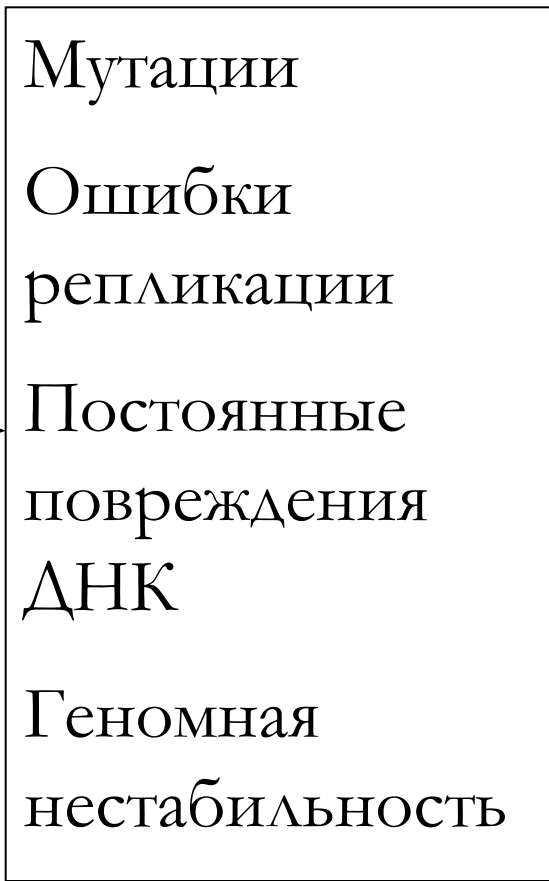 Мутации
Ошибки
репликации
Постоянные
повреждения
ДНК
Геномная
нестабильность